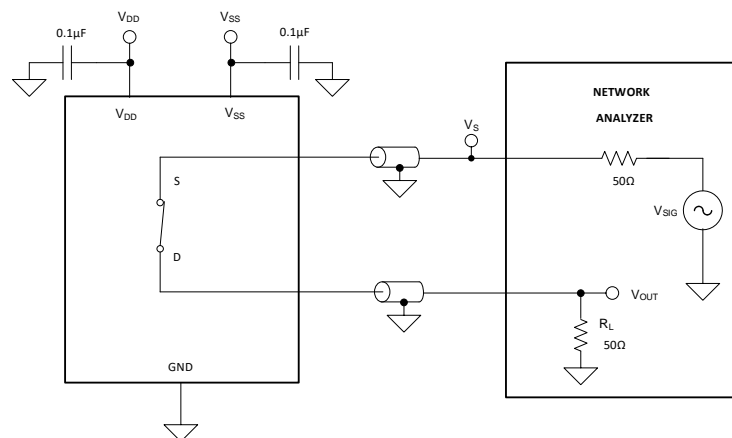 VDD
VSS
0.1µF
0.1µF
VDD
VSS
NETWORK
ANALYZER
VS
S
50Ω
VSIG
D
VOUT
RL
50Ω
GND